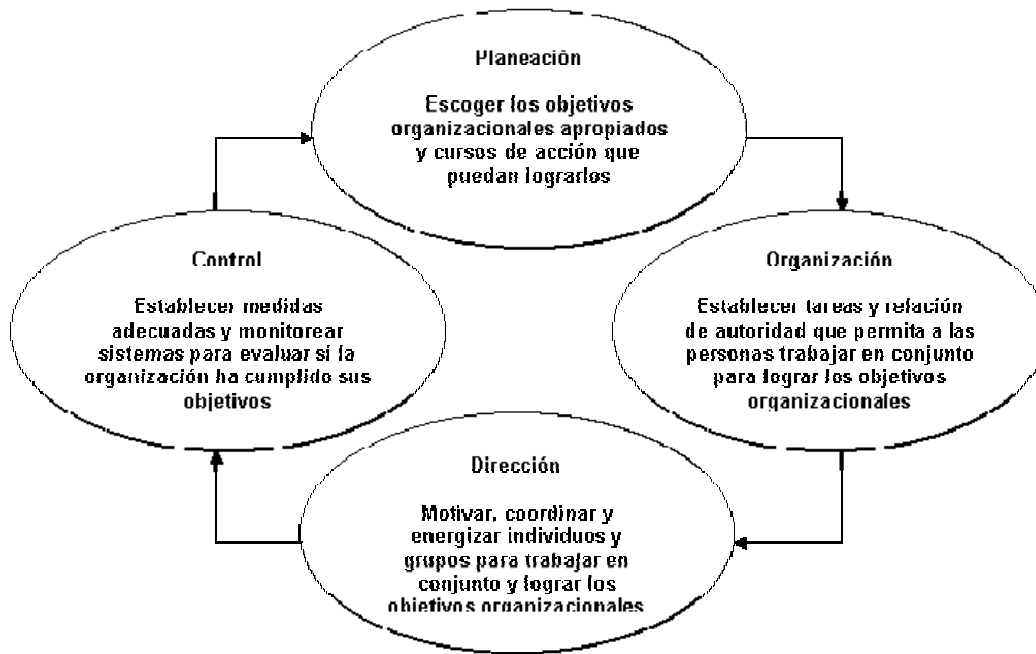 Planeación
Escoger los objetivos
organizacionales apropiados
y cursos de acción que
puedan lograrlos
Control
Establecer medidas
adecuadas y monitorear
sistemas para evaluar sí la
organización ha cumplido sus
objetivos
Organización
Establecer tareas y relación
de autoridad que permita a las
personas trabajar en conjunto
para lograr los objetivos
organizacionales
Dirección
Motivar, coordinar y
energizar individuos y
grupos para trabajar en
conjunto y lograr los
objetivos organizacionales